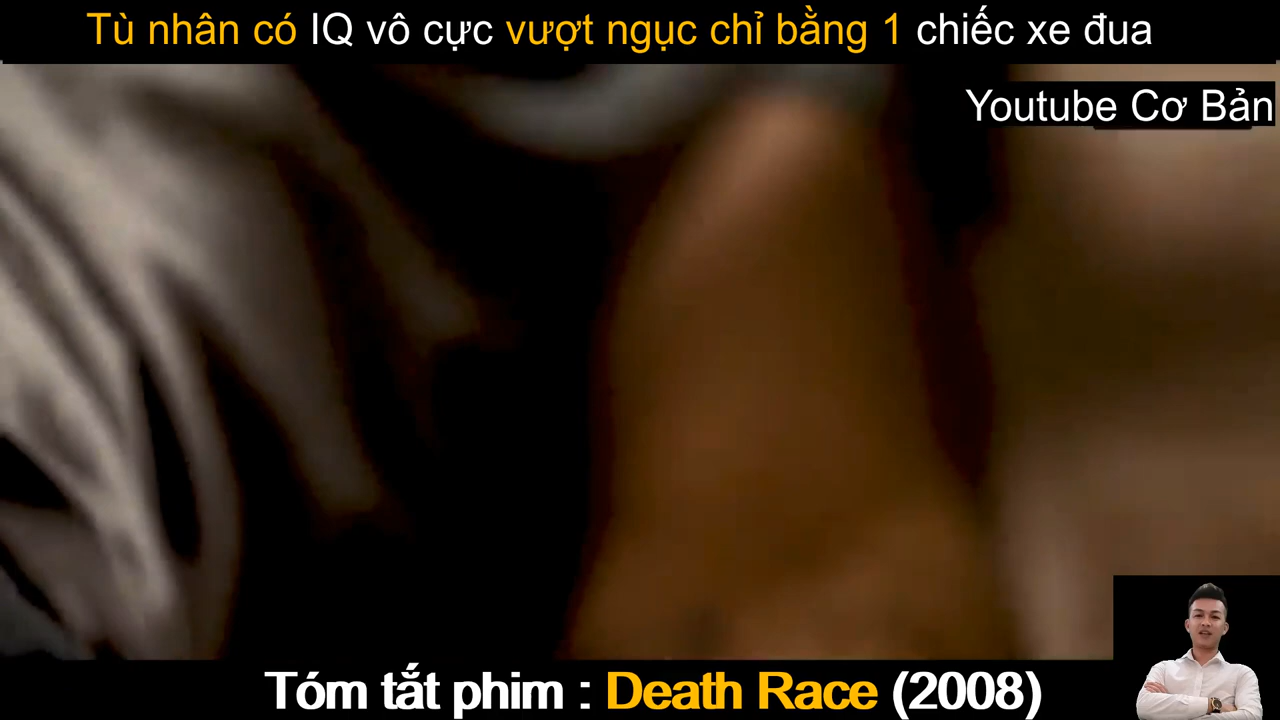 Tù nhân có IQ vô cực vượt ngục chỉ bằng 1 chiếc xe đua
Youtube Cơ Bản
Tóm tắt phim : Death Race (2008)